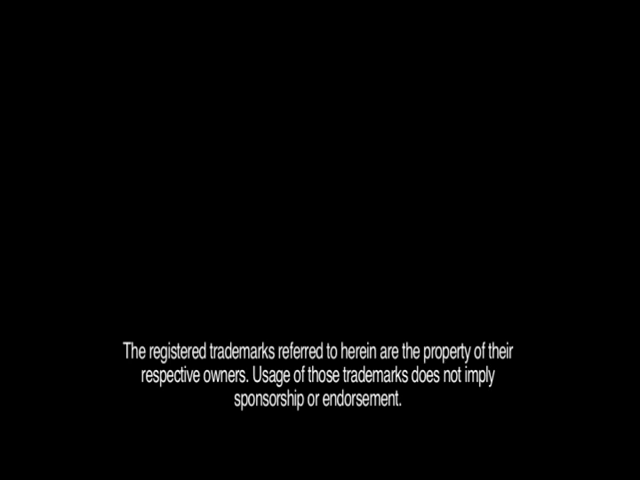 The registered trademarks referred to herein are the property of their
respective owners. Usage of those trademarks does not imply
sponsorship or endorsement.